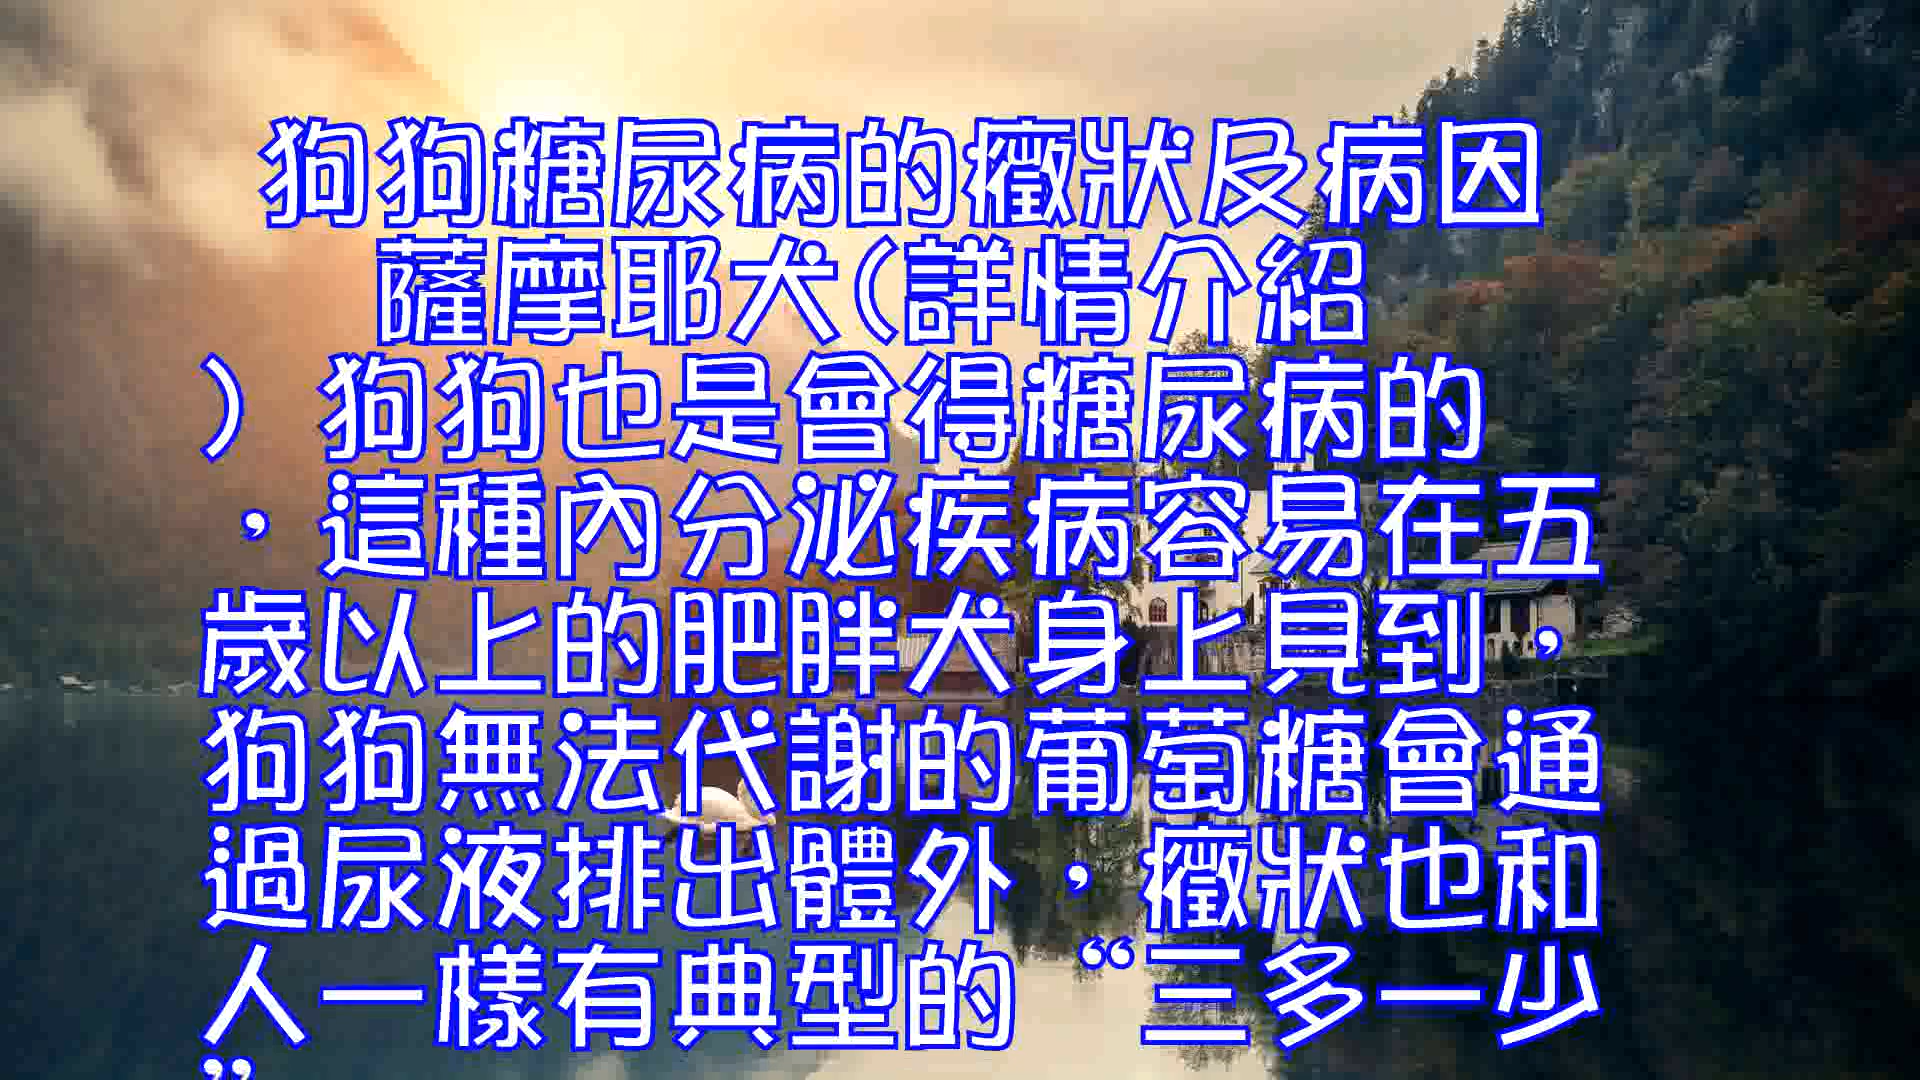 狗狗糖尿病的癥狀及病因
薩摩耶犬(詳情介紹
) 狗狗也是會得糖尿病的
，這種內分泌疾病容易在五
歲以上的肥胖犬身上見到，
狗狗無法代謝的葡萄糖會通
過尿液排出體外，癥狀也和
人一樣有典型的“三多一少
”